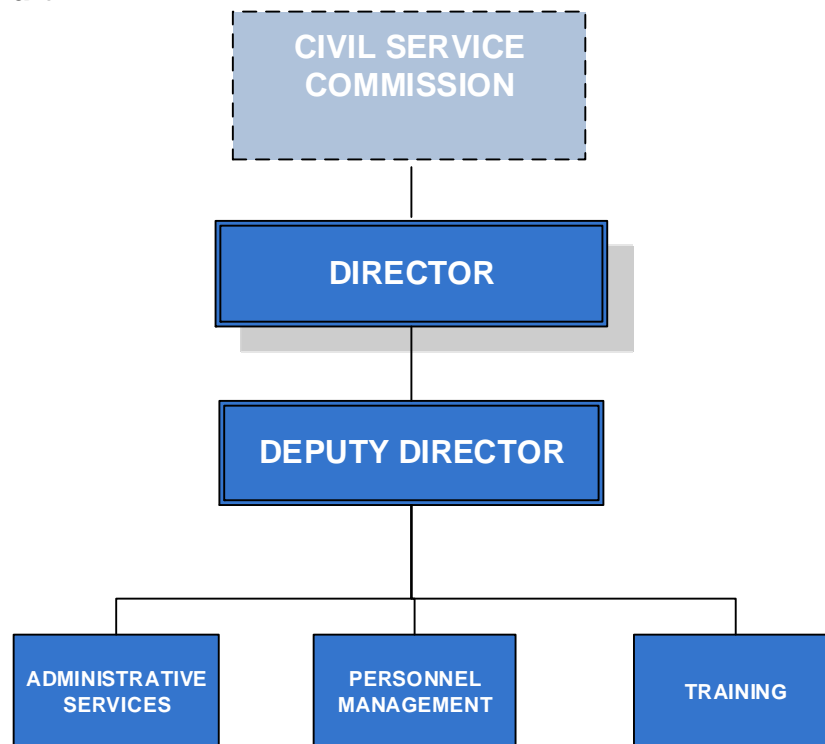 CIVIL SERVICE
COMMISSION
DIRECTOR
DEPUTY DIRECTOR
ADMINISTRATIVE
SERVICES
PERSONNEL
MANAGEMENT
TRAINING